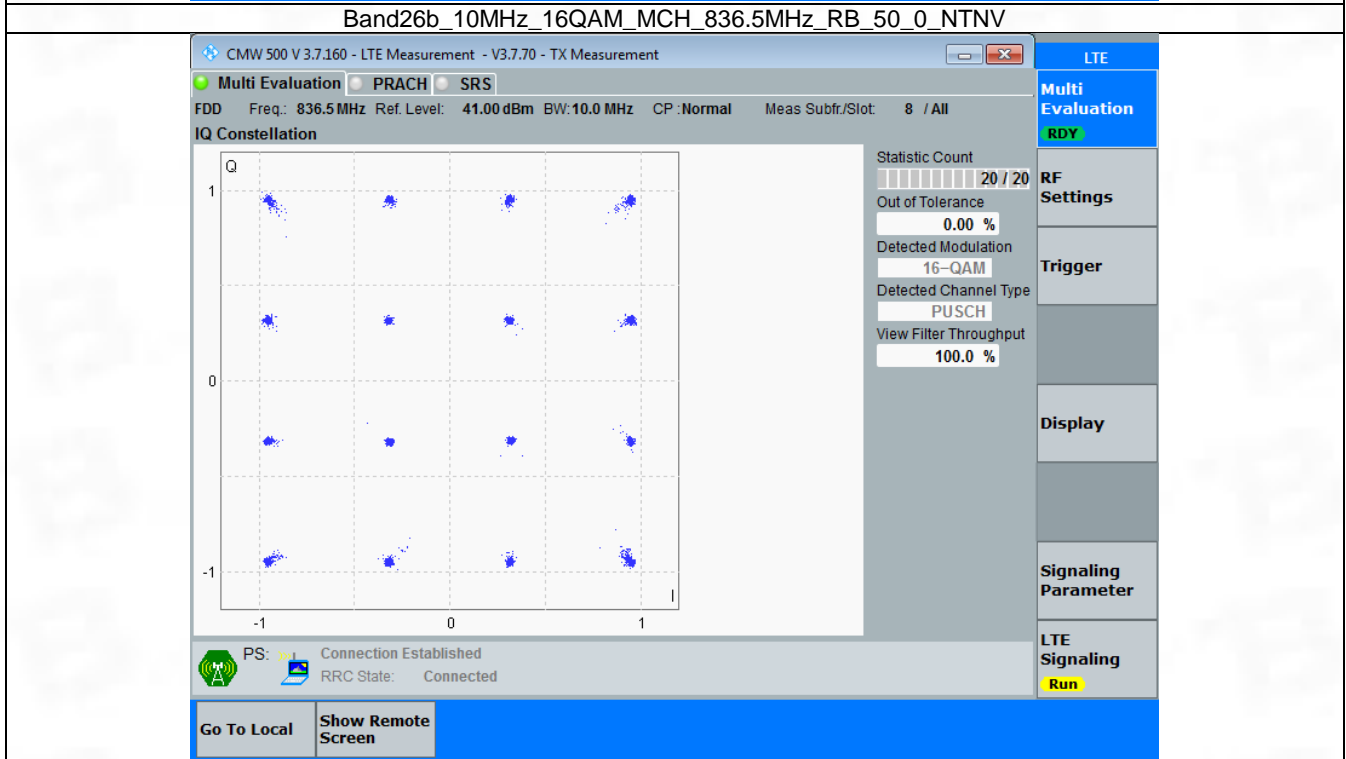 Band26b_10MHz_16QAM_MCH_836.5MHz_RB_50_0_NTNV
CMW 500 V 3.7.160 - LTE Measurement - V3.7.70 - TX Measurement
LTE
Multi Evaluation PRACH SRS
FDD Freq.: 836.5 MHz Ref. Level: 41.00 dBm BW: 10.0 MHz CP : Normal Meas Subfr./Slot: 8 / All
IQ Constellation
Q
1
0
-1
-1 0 1
I
Statistic Count
20 / 20
Out of Tolerance
0.00 %
Detected Modulation
16-QAM
Detected Channel Type
PUSCH
View Filter Throughput
100.0 %
Multi
Evaluation
RDY
RF
Settings
Trigger
Display
Signaling
Parameter
LTE
Signaling
Run
PS:
Connection Established
RRC State: Connected
Go To Local
Show Remote
Screen